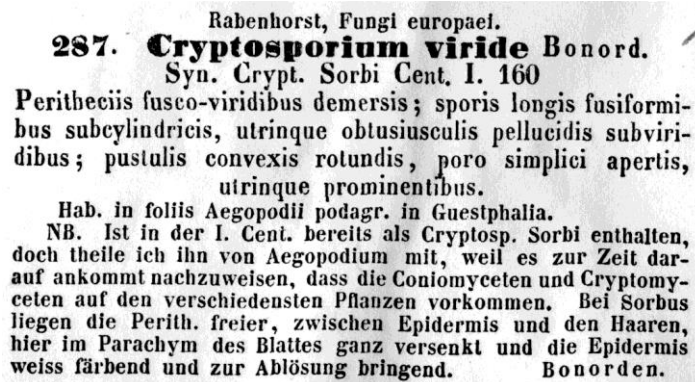 Rabenhorst, Fungi europaei.
287. Cryptosporium viride Bonord.
Syn. Crypt. Sorbi Cent. I. 160
Peritheciis fusco-viridibus demersis; sporis longis fusiformi-
bus subcylindricis, utrinque obtusiusculis pellucidis subviri-
dibus; pustulis convexis rotundis, poro simplici apertis,
utrinque prominentibus.
Hab. in foliis Aegopodii podagr. in Guestphalia.
NB. Ist in der I. Cent. bereits als Cryptosp. Sorbi enthalten,
doch theile ich ihn von Aegopodium mit, weil es zur Zeit dar-
auf ankommt nachzuweisen, dass die Coniomyceten und Cryptomy-
ceten auf den verschiedensten Pflanzen vorkommen. Bei Sorbus
liegen die Perith. freier, zwischen Epidermis und den Haaren,
hier im Parachym des Blattes ganz versenkt und die Epidermis
weiss färbend und zur Ablösung bringend. Bonorden.